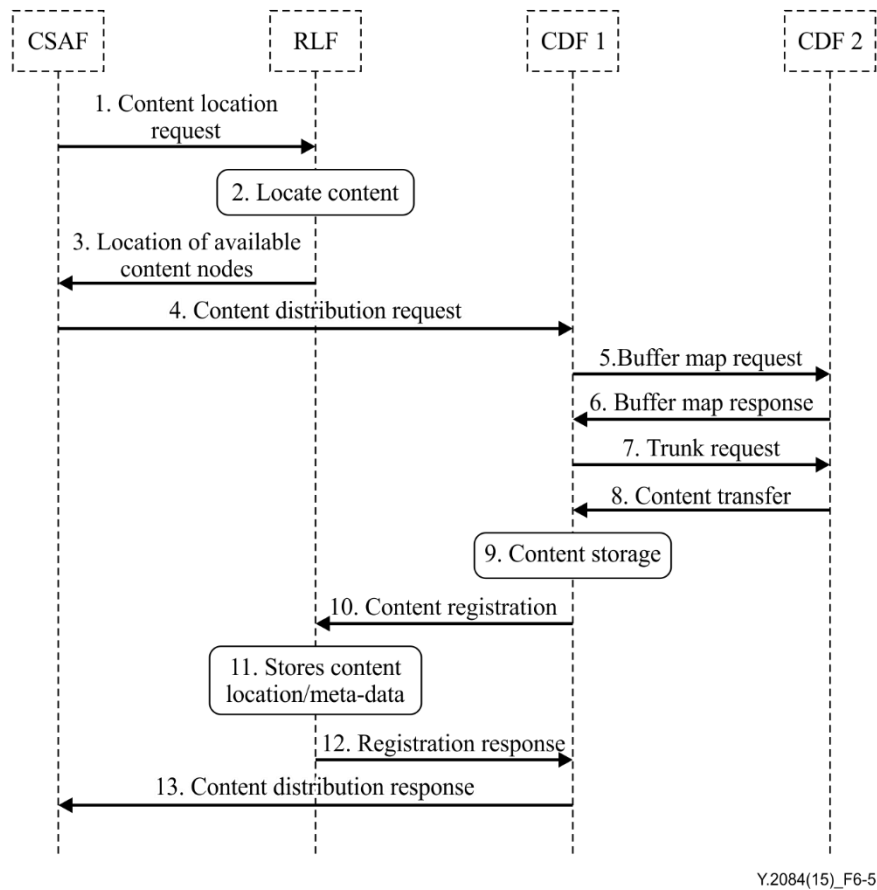 CSAF
RLF
CDF 1
CDF 2
1. Content location
request
2. Locate content
3. Location of available
content nodes
4. Content distribution request
5.Buffer map request
6. Buffer map response
7. Trunk request
8. Content transfer
9. Content storage
10. Content registration
11. Stores content
location/meta-data
12. Registration response
13. Content distribution response
Y.2084(15)_F6-5